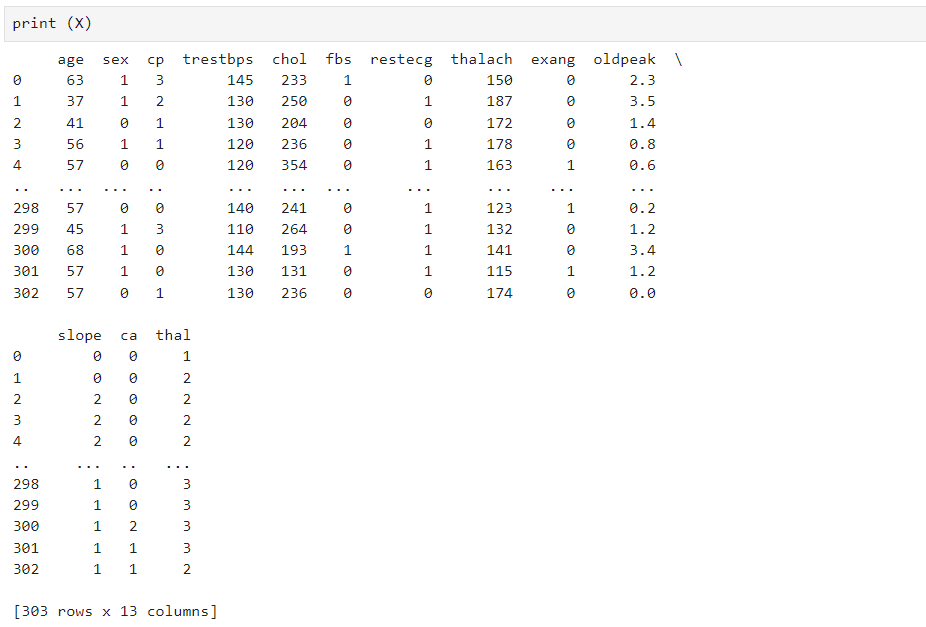 print (X)
age sex cp trestbps chol fbs restecg thalach exang oldpeak \
0 63 1 3 145 233 1 0 150 0 2.3
1 37 1 2 130 250 0 1 187 0 3.5
2 41 0 1 130 204 0 0 172 0 1.4
3 56 1 1 120 236 0 1 178 0 0.8
4 57 0 0 120 354 0 1 163 1 0.6
.. ... ... .. ... ... ... ... ... ... ...
298 57 0 0 140 241 0 1 123 1 0.2
299 45 1 3 110 264 0 1 132 0 1.2
300 68 1 0 144 193 1 1 141 0 3.4
301 57 1 0 130 131 0 1 115 1 1.2
302 57 0 1 130 236 0 0 174 0 0.0
slope ca thal
0 0 0 1
1 0 0 2
2 2 0 2
3 2 0 2
4 2 0 2
.. ... .. ...
298 1 0 3
299 1 0 3
300 1 2 3
301 1 1 3
302 1 1 2
[303 rows x 13 columns]